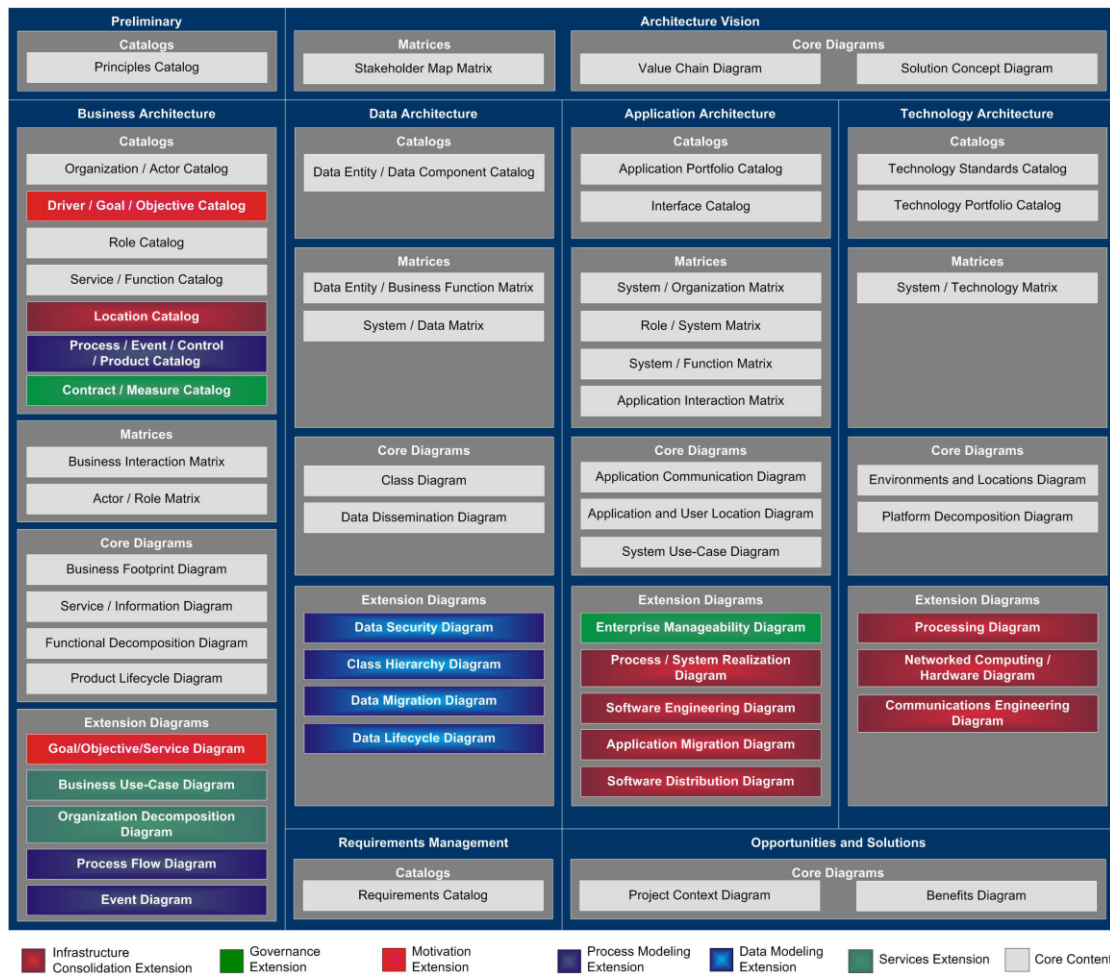 Preliminary
Catalogs
Principles Catalog
Architecture Vision
Matrices
Stakeholder Map Matrix
Core Diagrams
Value Chain Diagram
Solution Concept Diagram
Business Architecture
Catalogs
Organization / Actor Catalog
Driver / Goal / Objective Catalog
Role Catalog
Service / Function Catalog
Location Catalog
Process / Event / Control
/ Product Catalog
Contract / Measure Catalog
Matrices
Business Interaction Matrix
Actor / Role Matrix
Core Diagrams
Business Footprint Diagram
Service / Information Diagram
Functional Decomposition Diagram
Product Lifecycle Diagram
Extension Diagrams
Goal/Objective/Service Diagram
Business Use-Case Diagram
Organization Decomposition
Diagram
Process Flow Diagram
Event Diagram
Data Architecture
Catalogs
Data Entity / Data Component Catalog
Matrices
Data Entity / Business Function Matrix
System / Data Matrix
Core Diagrams
Class Diagram
Data Dissemination Diagram
Extension Diagrams
Data Security Diagram
Class Hierarchy Diagram
Data Migration Diagram
Data Lifecycle Diagram
Application Architecture
Catalogs
Application Portfolio Catalog
Interface Catalog
Matrices
System / Organization Matrix
Role / System Matrix
System / Function Matrix
Application Interaction Matrix
Core Diagrams
Application Communication Diagram
Application and User Location Diagram
System Use-Case Diagram
Extension Diagrams
Enterprise Manageability Diagram
Process / System Realization
Diagram
Software Engineering Diagram
Application Migration Diagram
Software Distribution Diagram
Technology Architecture
Catalogs
Technology Standards Catalog
Technology Portfolio Catalog
Matrices
System / Technology Matrix
Core Diagrams
Environments and Locations Diagram
Platform Decomposition Diagram
Extension Diagrams
Processing Diagram
Networked Computing /
Hardware Diagram
Communications Engineering
Diagram
Requirements Management
Catalogs
Requirements Catalog
Opportunities and Solutions
Core Diagrams
Project Context Diagram
Benefits Diagram
Infrastructure
Consolidation Extension
Governance
Extension
Motivation
Extension
Process Modeling
Extension
Data Modeling
Extension
Services Extension
Core Content